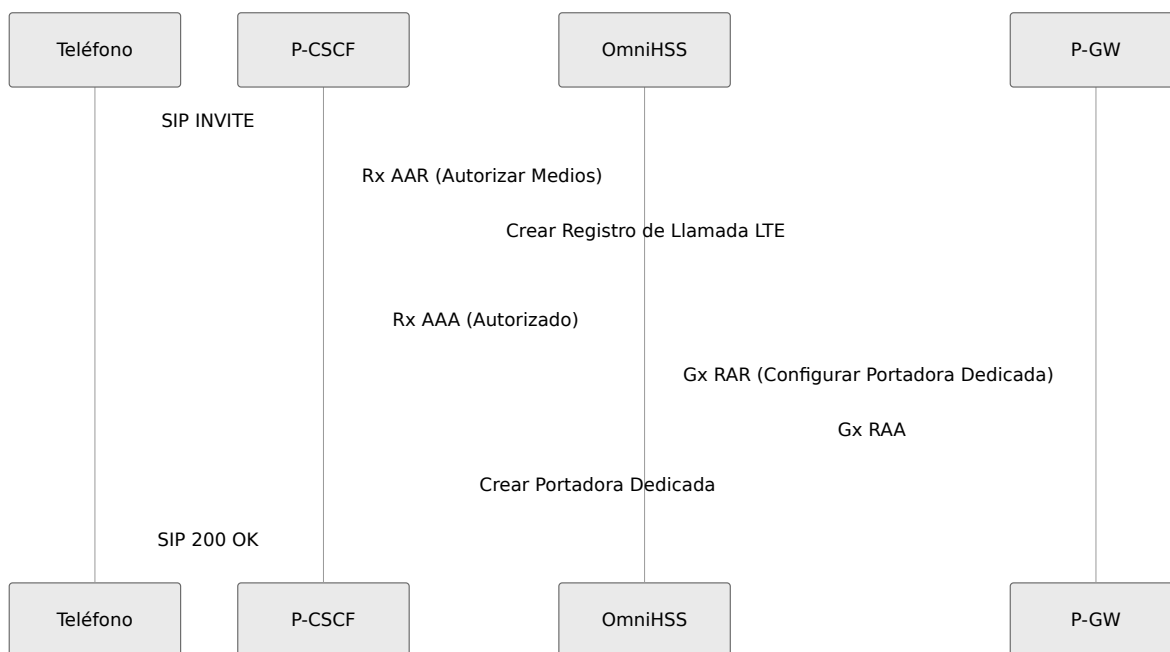 Teléfono
P-CSCF
OmniHSS
P-GW
SIP INVITE
Rx AAR (Autorizar Medios)
Crear Registro de Llamada LTE
Rx AAA (Autorizado)
Gx RAR (Configurar Portadora Dedicada)
Gx RAA
Crear Portadora Dedicada
SIP 200 OK
Teléfono
P-CSCF
OmniHSS
P-GW